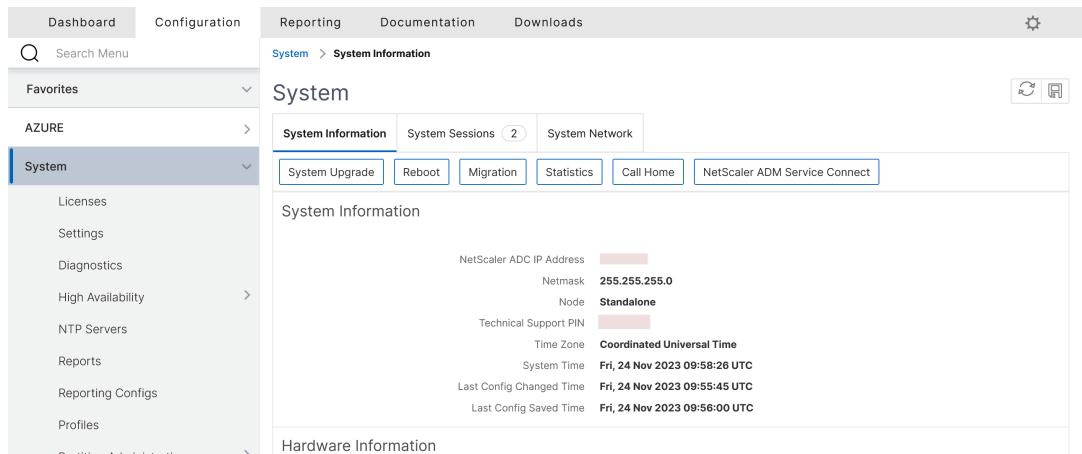 Dashboard Configuration Reporting Documentation Downloads
Search Menu
Favorites
AZURE
System
Licenses
Settings
Diagnostics
High Availability
NTP Servers
Reports
Reporting Configs
Profiles
System > System Information
System
System Information System Sessions 2 System Network
System Upgrade Reboot Migration Statistics Call Home NetScaler ADM Service Connect
System Information
NetScaler ADC IP Address
Netmask 255.255.255.0
Node Standalone
Technical Support PIN
Time Zone Coordinated Universal Time
System Time Fri, 24 Nov 2023 09:58:26 UTC
Last Config Changed Time Fri, 24 Nov 2023 09:55:45 UTC
Last Config Saved Time Fri, 24 Nov 2023 09:56:00 UTC
Hardware Information